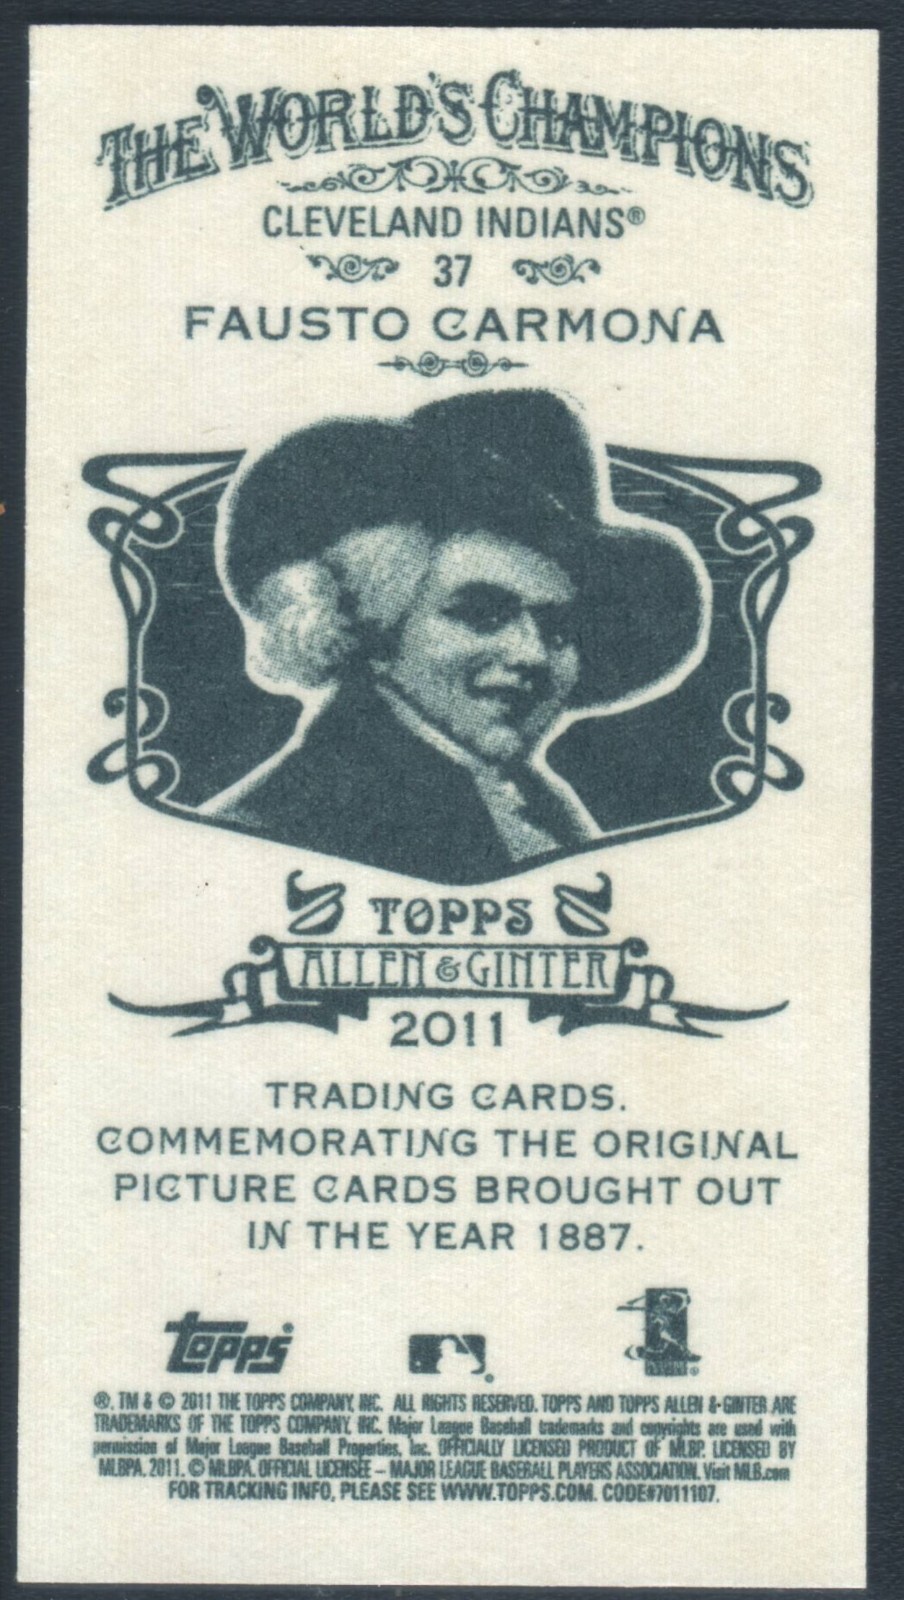 THE WORLD'S CHAMPIONS
CLEVELAND INDIANS®
37
FAUSTO CARMONA
TOPPS
ALLEN & GINTER
2011
TRADING CARDS.
COMMEMORATING THE ORIGINAL
PICTURE CARDS BROUGHT OUT
IN THE YEAR 1887.
topps
®, TM & © 2011 THE TOPPS COMPANY, INC. ALL RIGHTS RESERVED. TOPPS AND TOPPS ALLEN & GINTER ARE
TRADEMARKS OF THE TOPPS COMPANY, INC. Major League Baseball trademarks and copyrights are used with
permission of Major League Baseball Properties, Inc. OFFICIALLY LICENSED PRODUCT OF MLBP. LICENSED BY
MLBPA. 2011. © MLBPA. OFFICIAL LICENSEE – MAJOR LEAGUE BASEBALL PLAYERS ASSOCIATION. Visit MLB.com
FOR TRACKING INFO, PLEASE SEE WWW.TOPPS.COM. CODE#7011107.